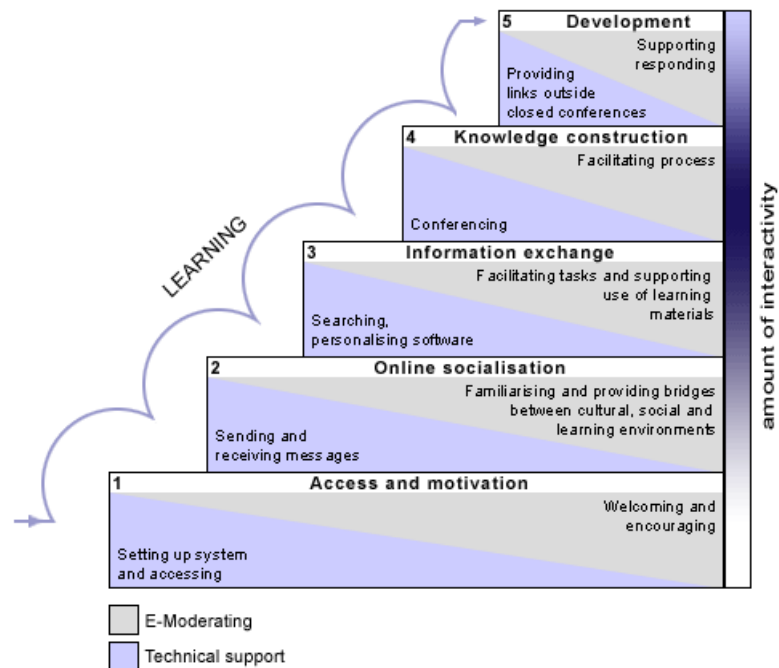 5 Development
Supporting
responding
Providing
links outside
closed conferences
4 Knowledge construction
Facilitating process
Conferencing
3 Information exchange
Facilitating tasks and supporting
use of learning
materials
Searching,
personalising software
2 Online socialisation
Familiarising and providing bridges
between cultural, social and
learning environments
Sending and
receiving messages
1 Access and motivation
Welcoming and
encouraging
Setting up system
and accessing
LEARNING
amount of interactivity
E-Moderating
Technical support